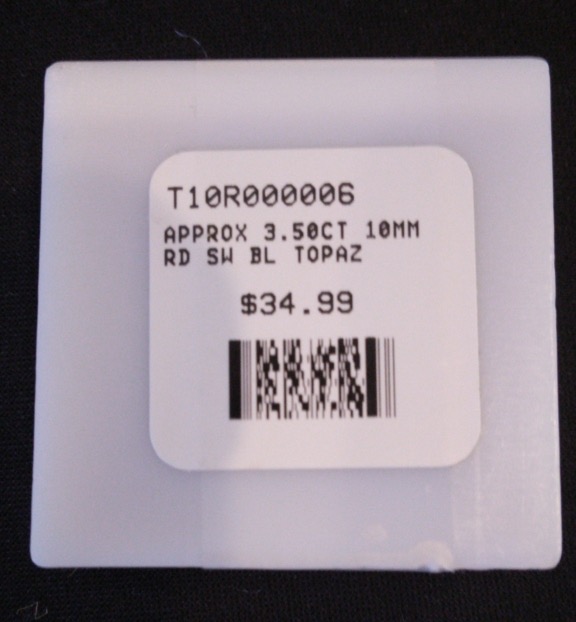 T10R000006
APPROX 3.50CT 10MM
RD SW BL TOPAZ
$34.99